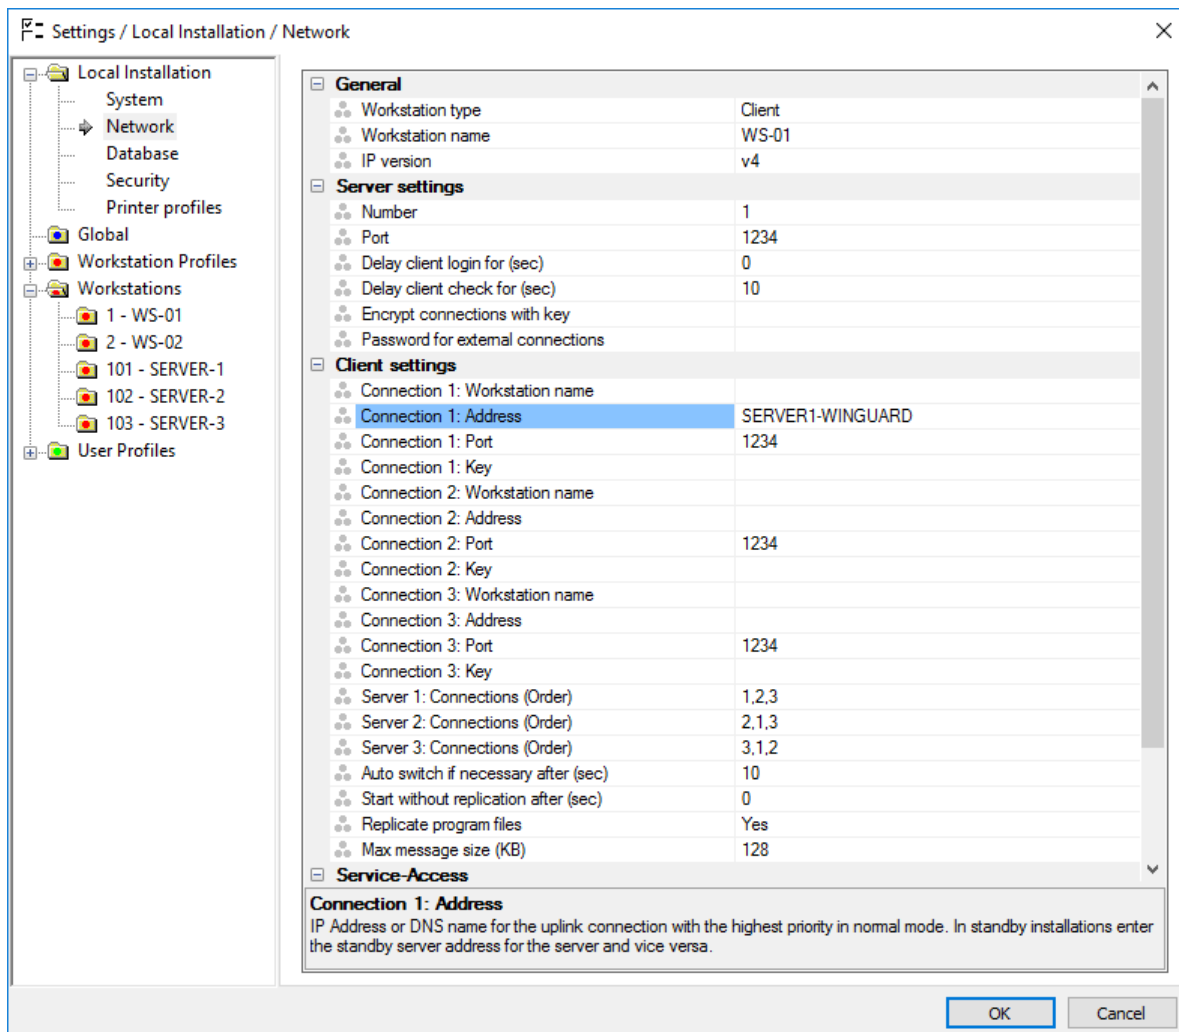 Settings / Local Installation / Network
Local Installation
System
Network
Database
Security
Printer profiles
Global
Workstation Profiles
Workstations
1 - WS-01
2 - WS-02
101 - SERVER-1
102 - SERVER-2
103 - SERVER-3
User Profiles
General
Workstation type Client
Workstation name WS-01
IP version v4
Server settings
Number 1
Port 1234
Delay client login for (sec) 0
Delay client check for (sec) 10
Encrypt connections with key
Password for external connections
Client settings
Connection 1: Workstation name
Connection 1: Address SERVER1-WINGUARD
Connection 1: Port 1234
Connection 1: Key
Connection 2: Workstation name
Connection 2: Address
Connection 2: Port 1234
Connection 2: Key
Connection 3: Workstation name
Connection 3: Address
Connection 3: Port 1234
Connection 3: Key
Server 1: Connections (Order) 1,2,3
Server 2: Connections (Order) 2,1,3
Server 3: Connections (Order) 3,1,2
Auto switch if necessary after (sec) 10
Start without replication after (sec) 0
Replicate program files Yes
Max message size (KB) 128
Service-Access
Connection 1: Address
IP Address or DNS name for the uplink connection with the highest priority in normal mode. In standby installations enter
the standby server address for the server and vice versa.
OK Cancel